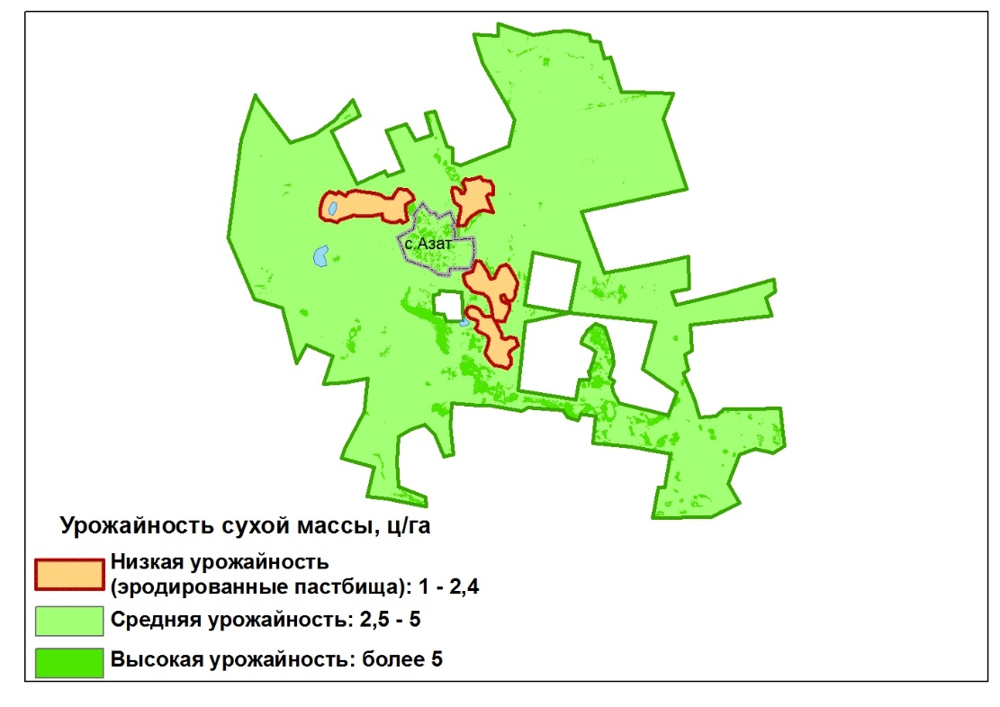 с.Азат
Урожайность сухой массы, ц/га
Низкая урожайность
(эродированные пастбища): 1 - 2,4
Средняя урожайность: 2,5 - 5
Высокая урожайность: более 5